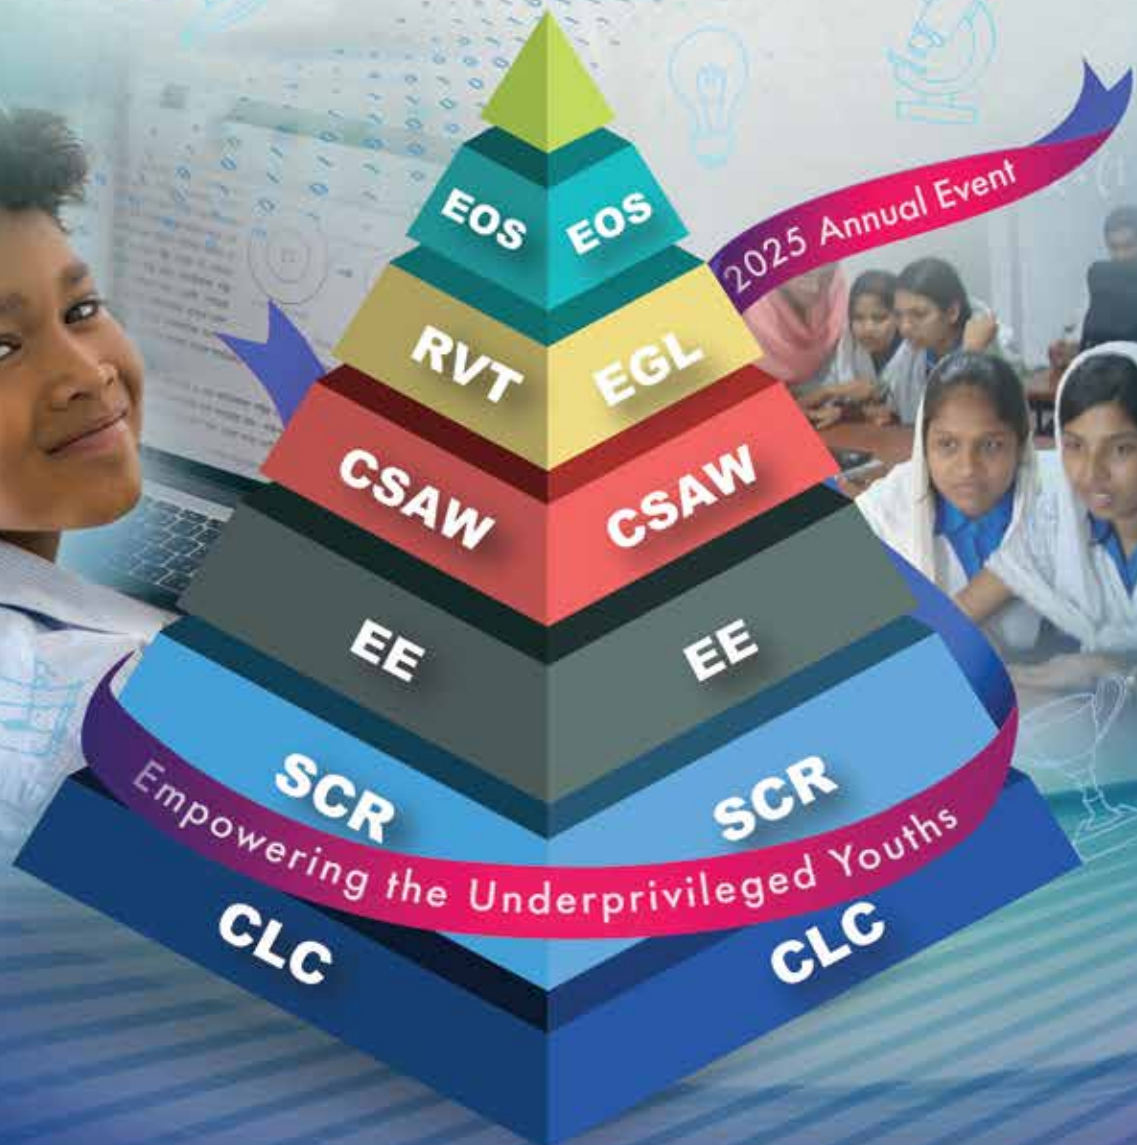 EOS EOS
2025 Annual Event
RVT EGL
CSAW CSAW
EE EE
SCR SCR
Empowering the Underprivileged Youths
CLC CLC